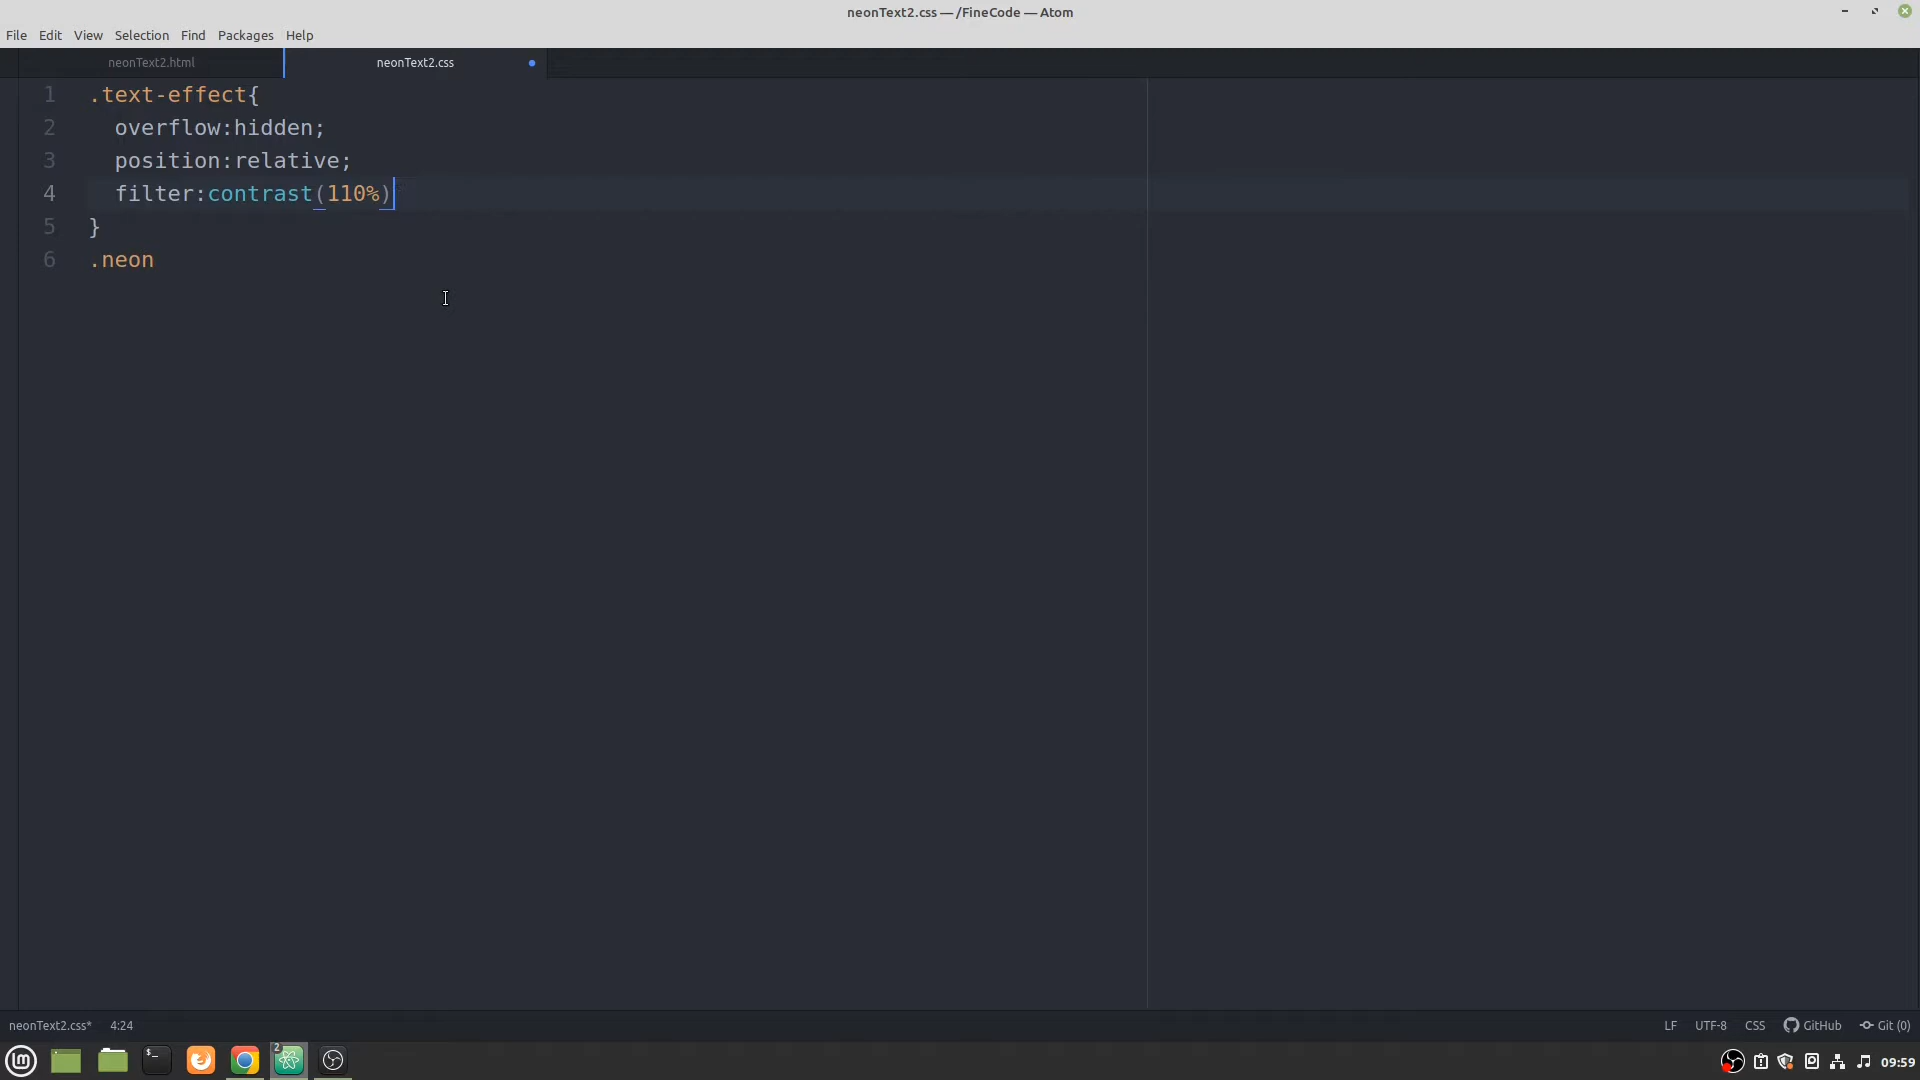 neonText2.css — /FineCode — Atom
File Edit View Selection Find Packages Help
neonText2.html neonText2.css
1 .text-effect{
2 overflow:hidden;
3 position:relative;
4 filter:contrast(110%)
5 }
6 .neon
neonText2.css* 4:24 LF UTF-8 CSS GitHub Git (0)
2
09:59